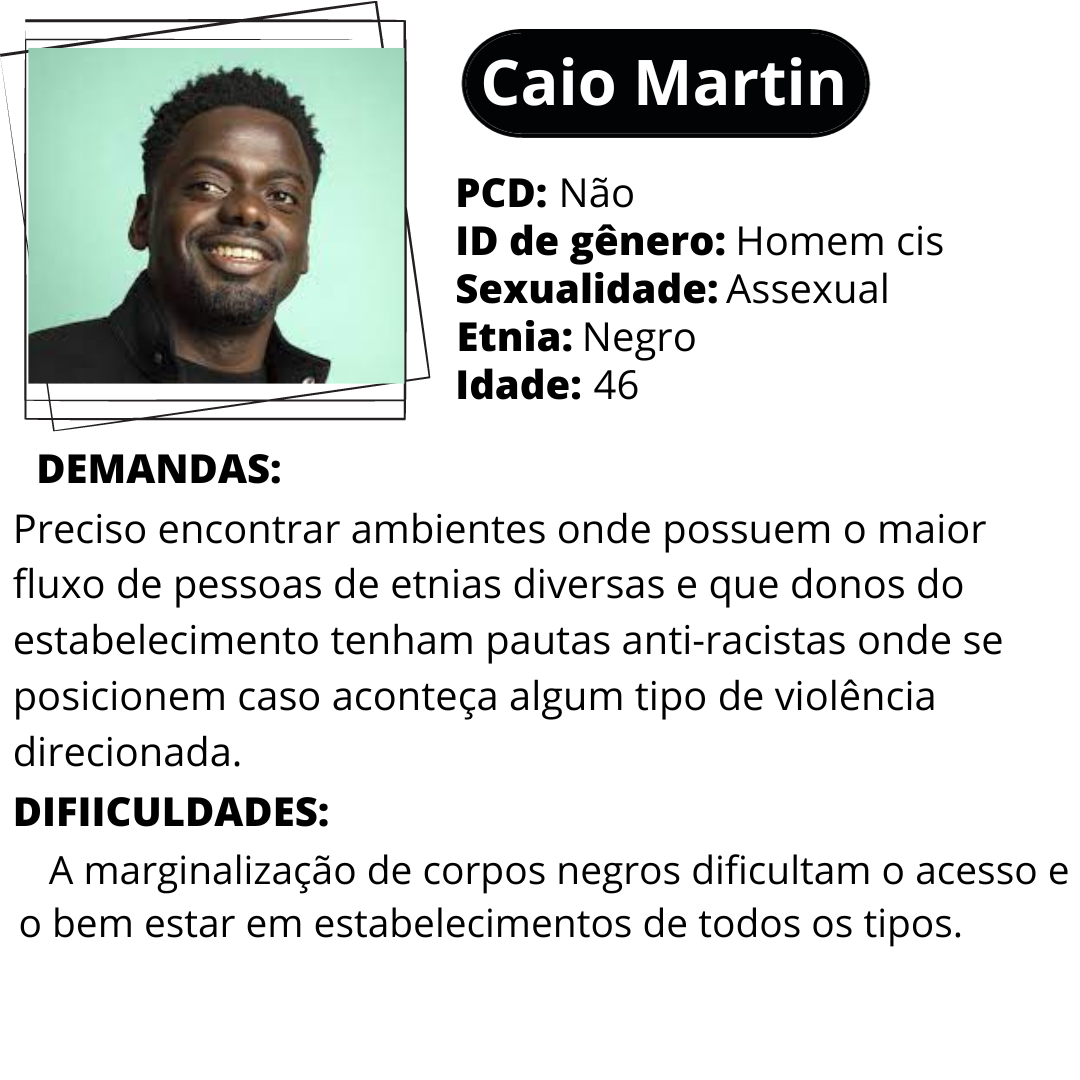 Caio Martin
PCD: Não
ID de gênero: Homem cis
Sexualidade: Assexual
Etnia: Negro
Idade: 46
DEMANDAS:
Preciso encontrar ambientes onde possuem o maior
fluxo de pessoas de etnias diversas e que donos do
estabelecimento tenham pautas anti-racistas onde se
posicionem caso aconteça algum tipo de violência
direcionada.
DIFIICULDADES:
A marginalização de corpos negros dificultam o acesso e
o bem estar em estabelecimentos de todos os tipos.